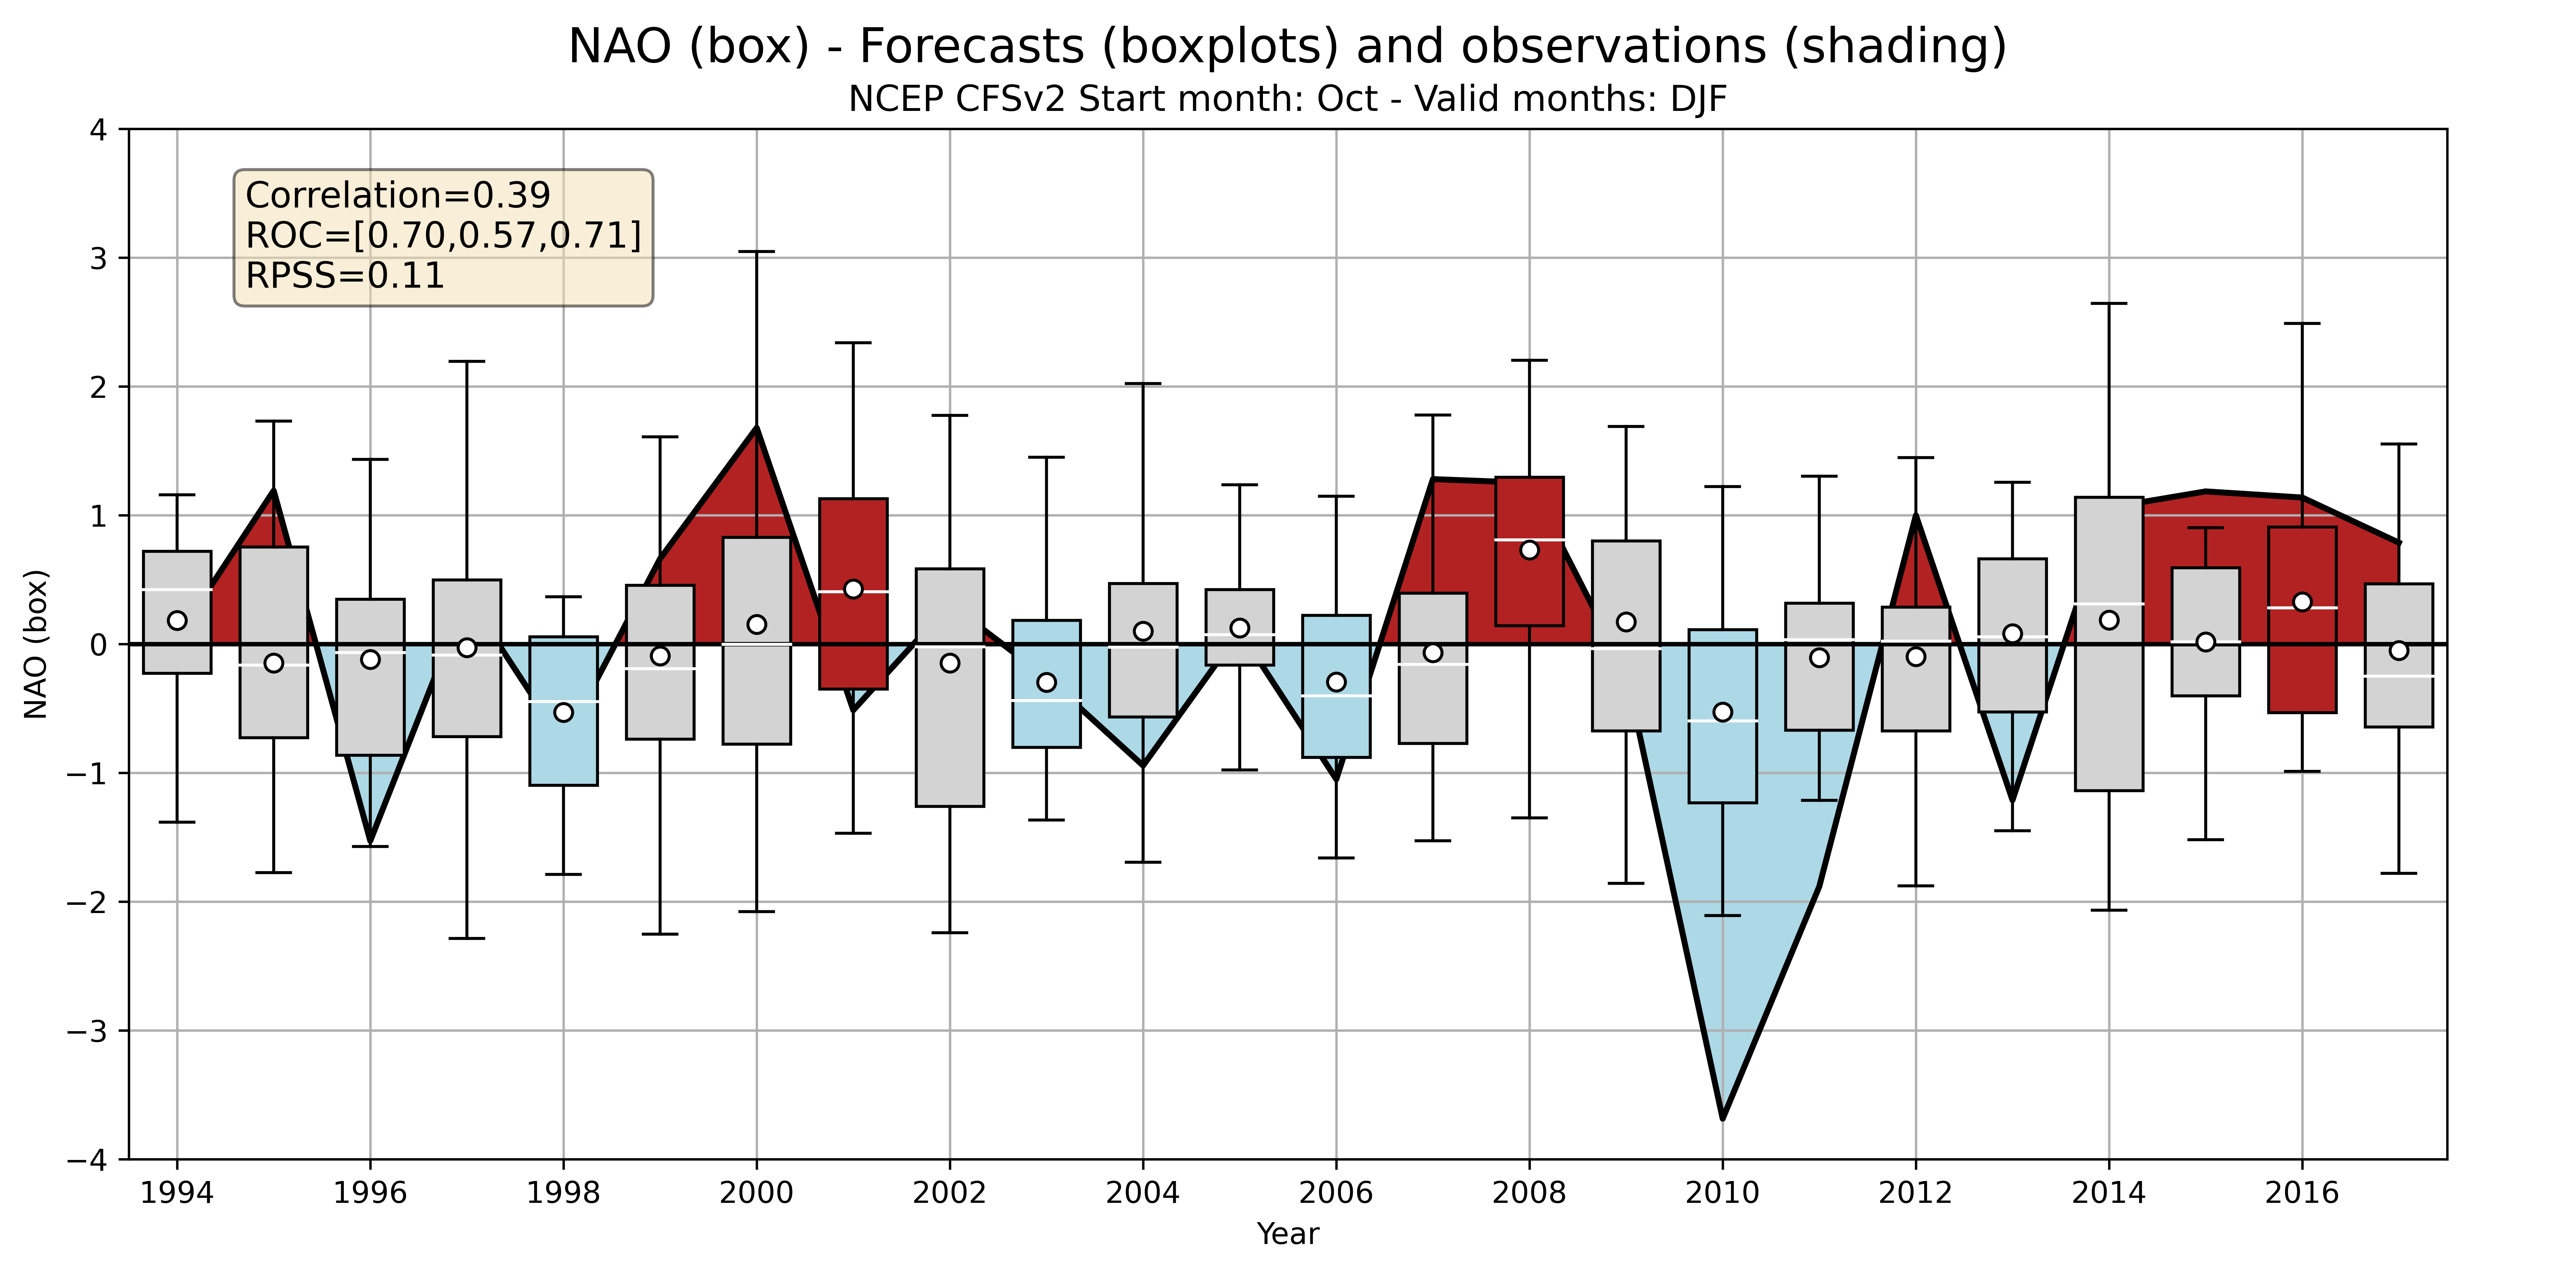 NAO (box) - Forecasts (boxplots) and observations (shading)
NCEP CFSv2 Start month: Oct - Valid months: DJF
Correlation=0.39
ROC=[0.70,0.57,0.71]
RPSS=0.11
NAO (box)
4
3
2
1
0
−1
−2
−3
−4
1994 1996 1998 2000 2002 2004 2006 2008 2010 2012 2014 2016
Year